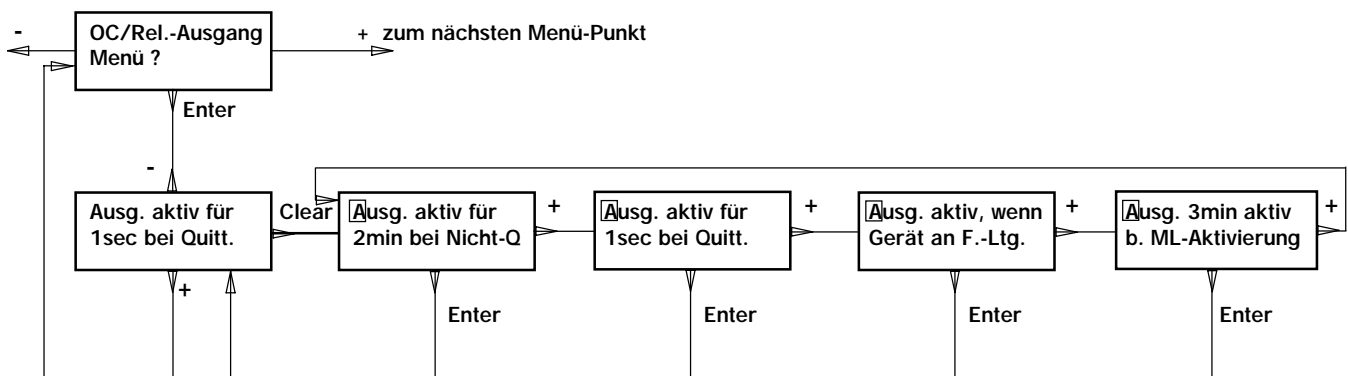 -
OC/Rel.-Ausgang
Menü ?
+ zum nächsten Menü-Punkt
Enter
-
Ausg. aktiv für
1sec bei Quitt.
Clear
Ausg. aktiv für
2min bei Nicht-Q
+
Ausg. aktiv für
1sec bei Quitt.
+
Ausg. aktiv, wenn
Gerät an F.-Ltg.
+
Ausg. 3min aktiv
b. ML-Aktivierung
+
+
Enter
Enter
Enter
Enter